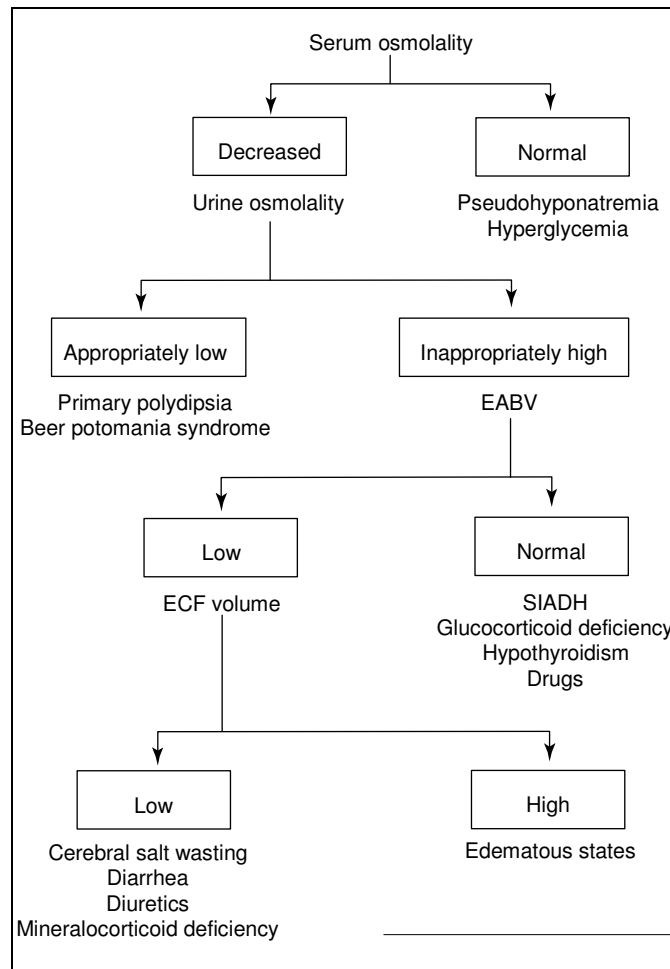 Serum osmolality
Decreased
Normal
Urine osmolality
Pseudohyponatremia
Hyperglycemia
Appropriately low
Inappropriately high
Primary polydipsia
Beer potomania syndrome
EABV
Low
Normal
ECF volume
SIADH
Glucocorticoid deficiency
Hypothyroidism
Drugs
Low
High
Cerebral salt wasting
Diarrhea
Diuretics
Mineralocorticoid deficiency
Edematous states